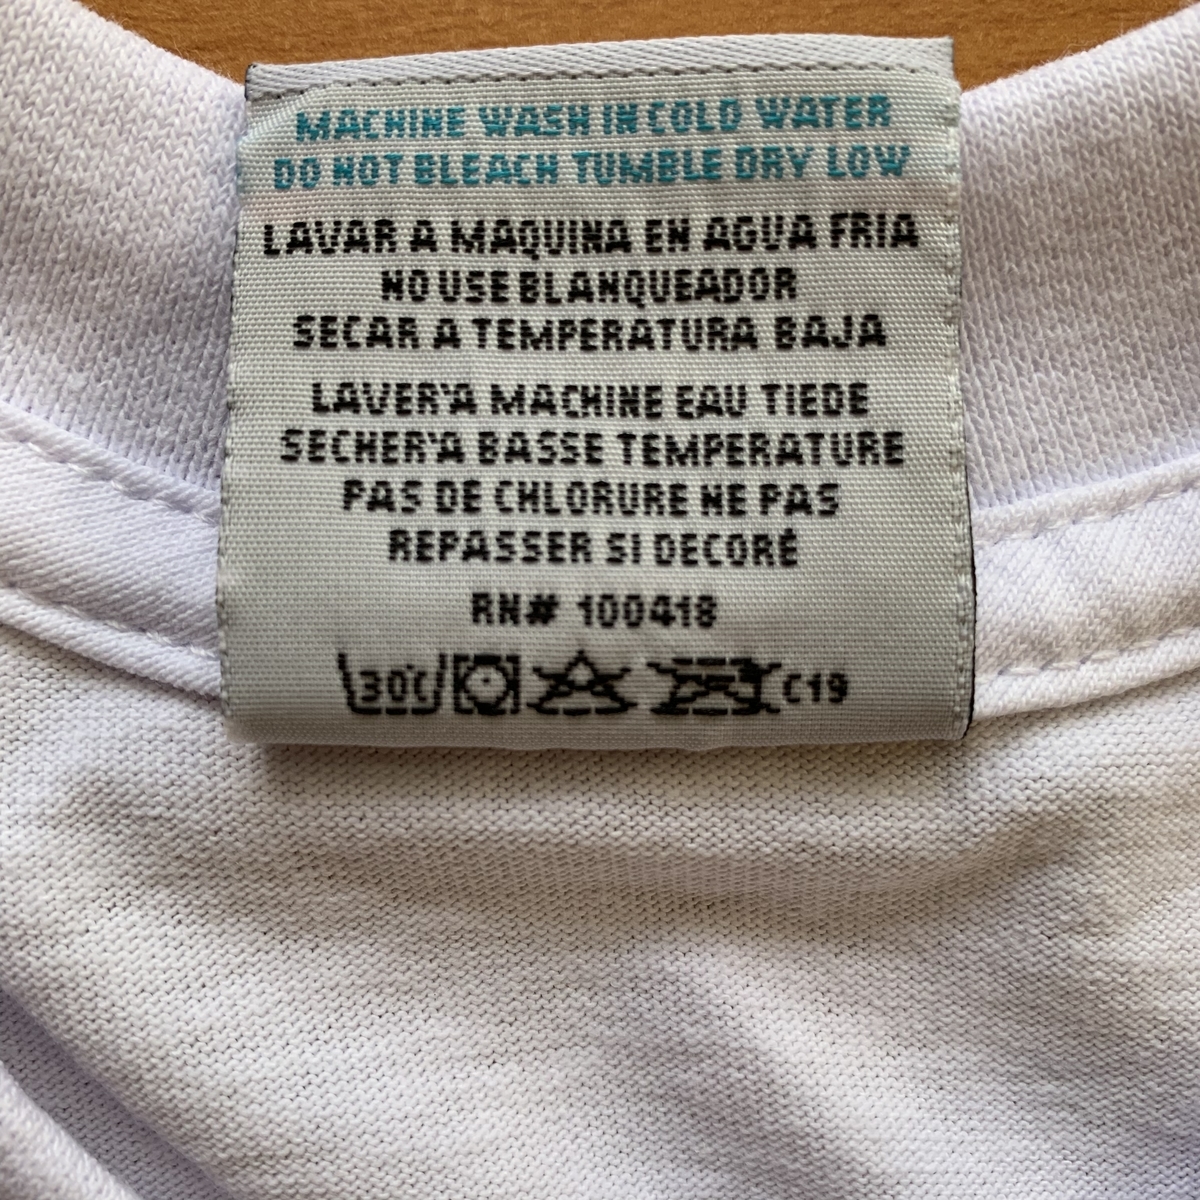 MACHINE WASH IN COLD WATER
DO NOT BLEACH TUMBLE DRY LOW
LAVAR A MAQUINA EN AGUA FRIA
NO USE BLANQUEADOR
SECAR A TEMPERATURA BAJA
LAVER'A MACHINE EAU TIEDE
SECHER'A BASSE TEMPERATURE
PAS DE CHLORURE NE PAS
REPASSER SI DECORÉ
RN# 100418
30C C19